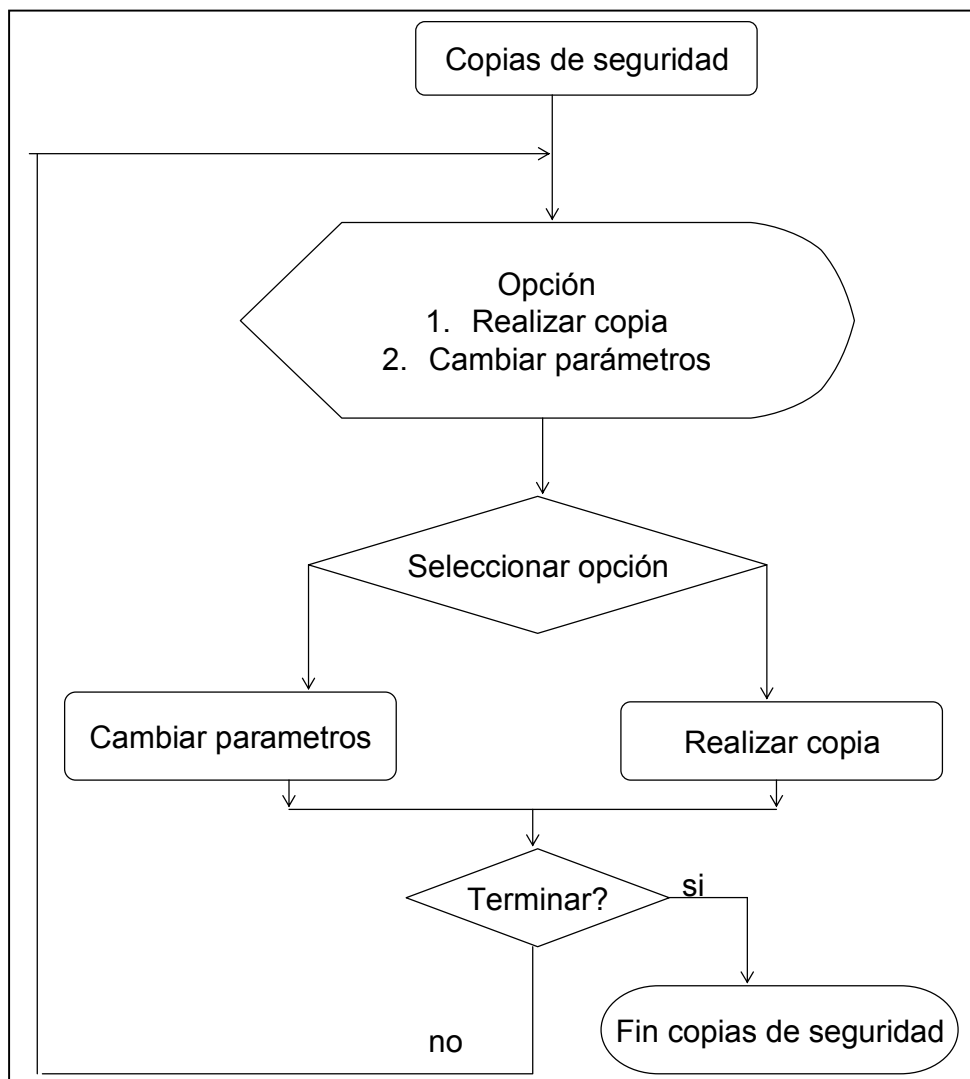 Copias de seguridad
Opción
1. Realizar copia
2. Cambiar parámetros
Seleccionar opción
Cambiar parametros
Realizar copia
Terminar?
si
Fin copias de seguridad
no